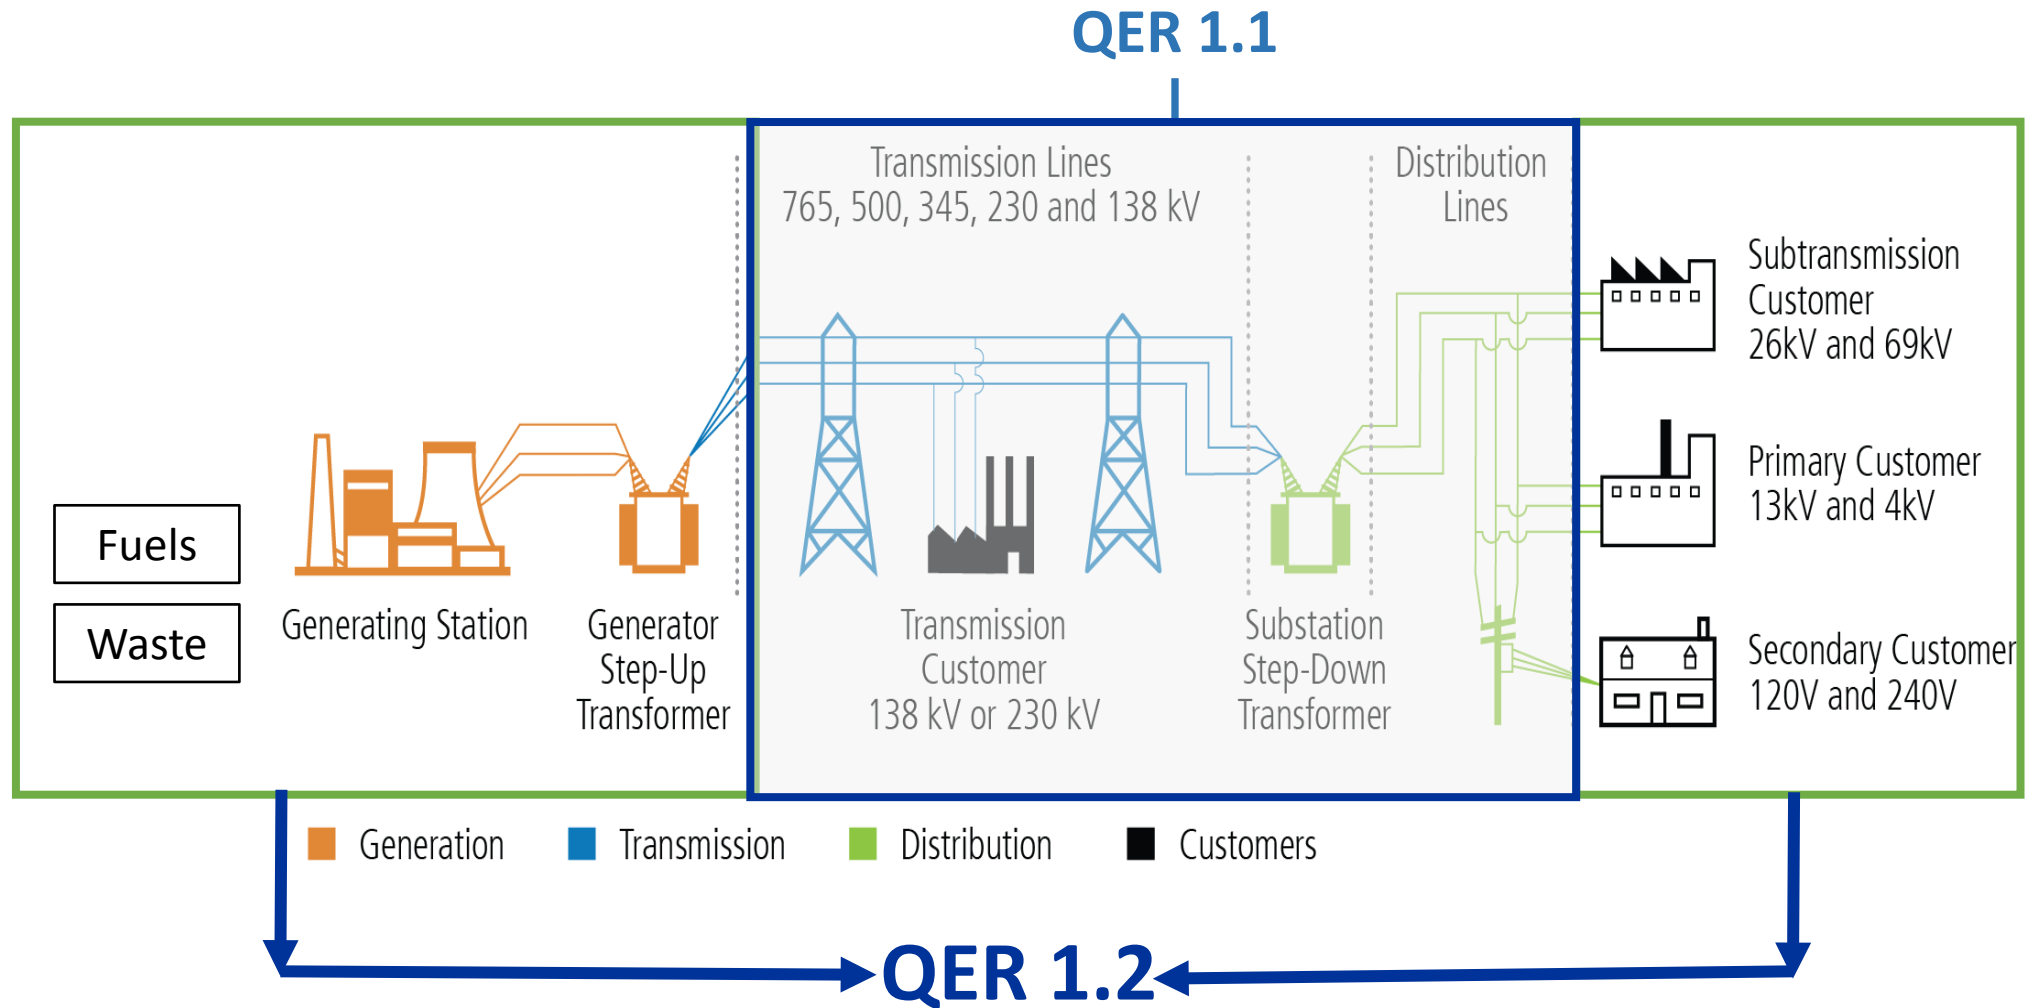 QER 1.1
Transmission Lines
765, 500, 345, 230 and 138 kV
Distribution
Lines
Subtransmission
Customer
26kV and 69kV
Primary Customer
13kV and 4kV
Fuels
Waste
Generating Station
Generator
Step-Up
Transformer
Transmission
Customer
138 kV or 230 kV
Substation
Step-Down
Transformer
Secondary Customer
120V and 240V
Generation
Transmission
Distribution
Customers
QER 1.2